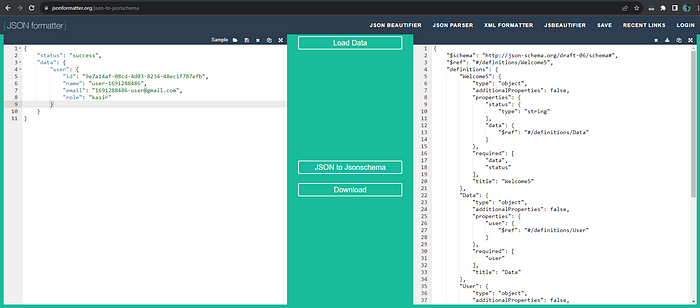 jsonformatter.org/json-to-jsonschema
JSON formatter
JSON BEAUTIFIER
JSON PARSER
XML FORMATTER
JSBEAUTIFIER
SAVE
RECENT LINKS
LOGIN
Sample
1 {
2 "status": "success",
3 "data": {
4 "user": {
5 "id": "9e7a14af-08cd-4d03-8234-48ec1f787efb",
6 "name": "user-1691288486",
7 "email": "1691288486-user@gmail.com",
8 "role": "kasir"
9 }
10 }
11 }
Load Data
JSON to Jsonschema
Download
1 {
2 "$schema": "http://json-schema.org/draft-06/schema#",
3 "$ref": "#/definitions/Welcome5",
4 "definitions": {
5 "Welcome5": {
6 "type": "object",
7 "additionalProperties": false,
8 "properties": {
9 "status": {
10 "type": "string"
11 },
12 "data": {
13 "$ref": "#/definitions/Data"
14 }
15 },
16 "required": [
17 "data",
18 "status"
19 ],
20 "title": "Welcome5"
21 },
22 "Data": {
23 "type": "object",
24 "additionalProperties": false,
25 "properties": {
26 "user": {
27 "$ref": "#/definitions/User"
28 }
29 },
30 "required": [
31 "user"
32 ],
33 "title": "Data"
34 },
35 "User": {
36 "type": "object",
37 "additionalProperties": false,